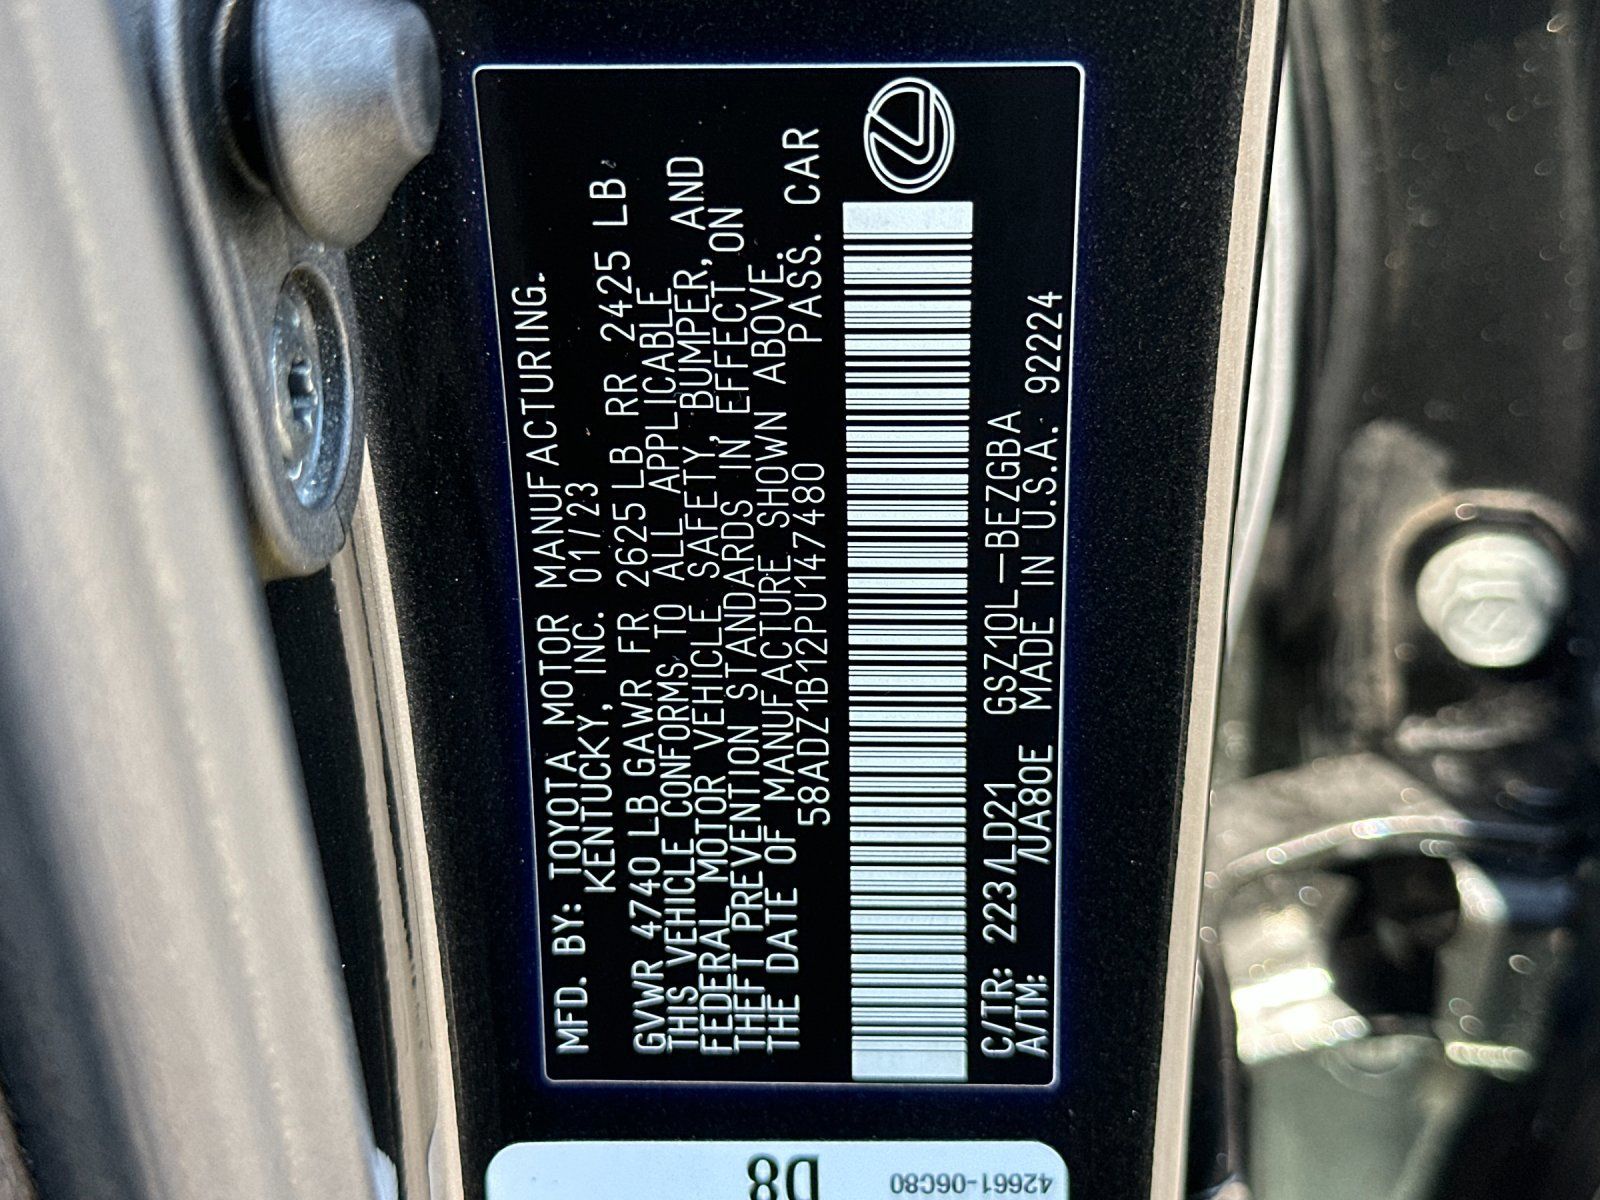 MFD. BY: TOYOTA MOTOR MANUFACTURING.
KENTUCKY, INC. 01/23
GVWR 4740 LB GAWR FR 2625 LB RR 2425 LB
THIS VEHICLE CONFORMS TO ALL APPLICABLE
FEDERAL MOTOR VEHICLE SAFETY, BUMPER, AND
THEFT PREVENTION STANDARDS IN EFFECT ON
THE DATE OF MANUFACTURE SHOWN ABOVE.
58ADZ1B12PU147480 PASS. CAR
C/TR: 223/LD21 GSZ10L-BEZGBA
A/TM: /UA80E MADE IN U.S.A. 92224
D8
42661-06C80